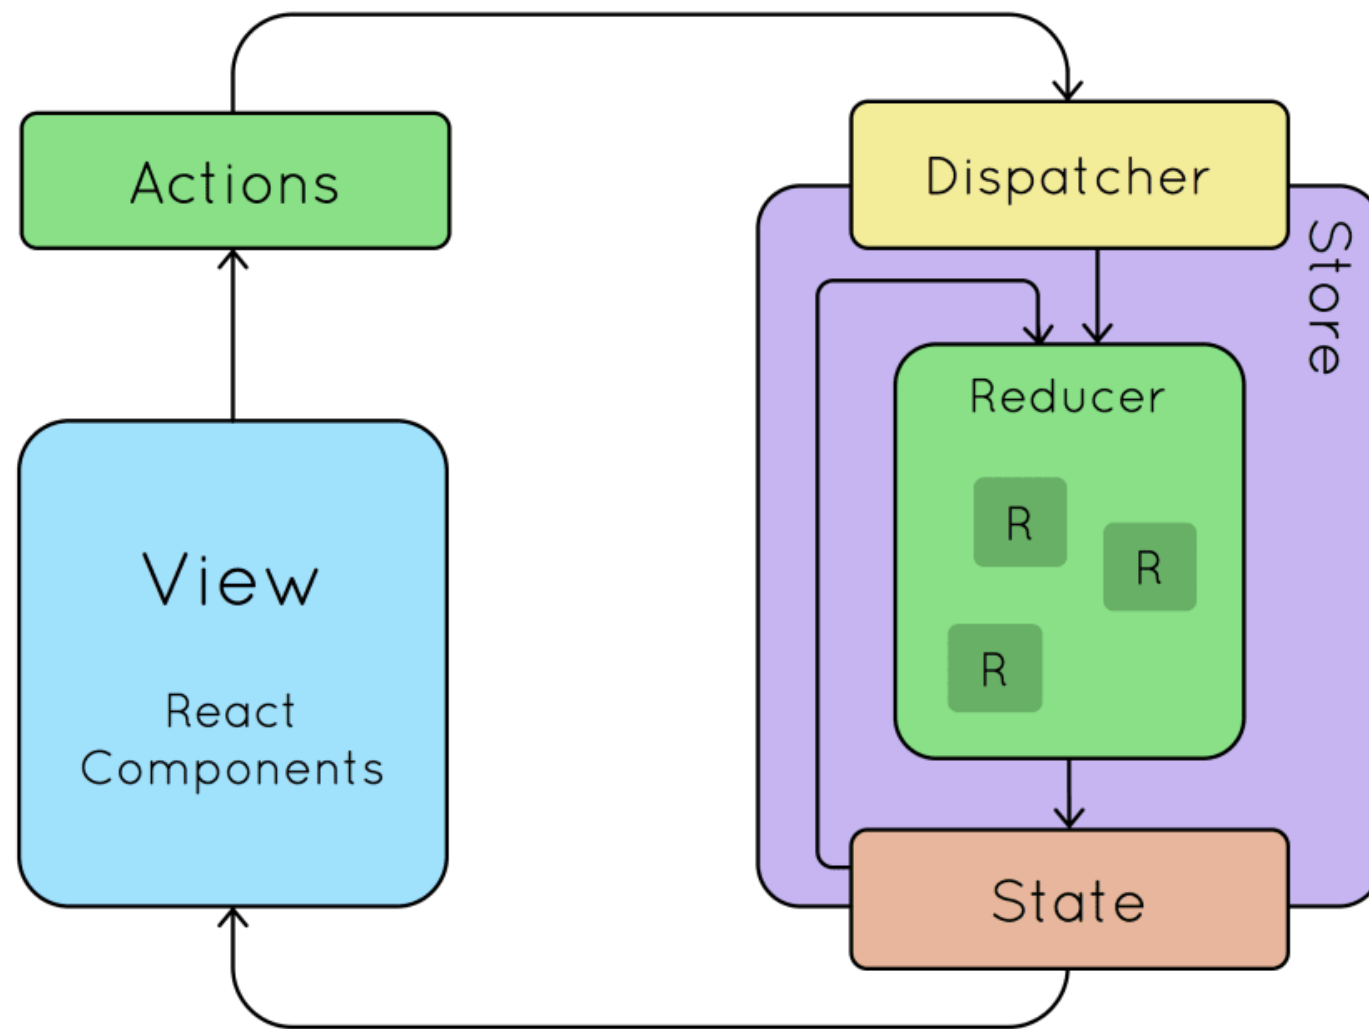 Actions
Dispatcher
Store
Reducer
R
R
R
View
React
Components
State